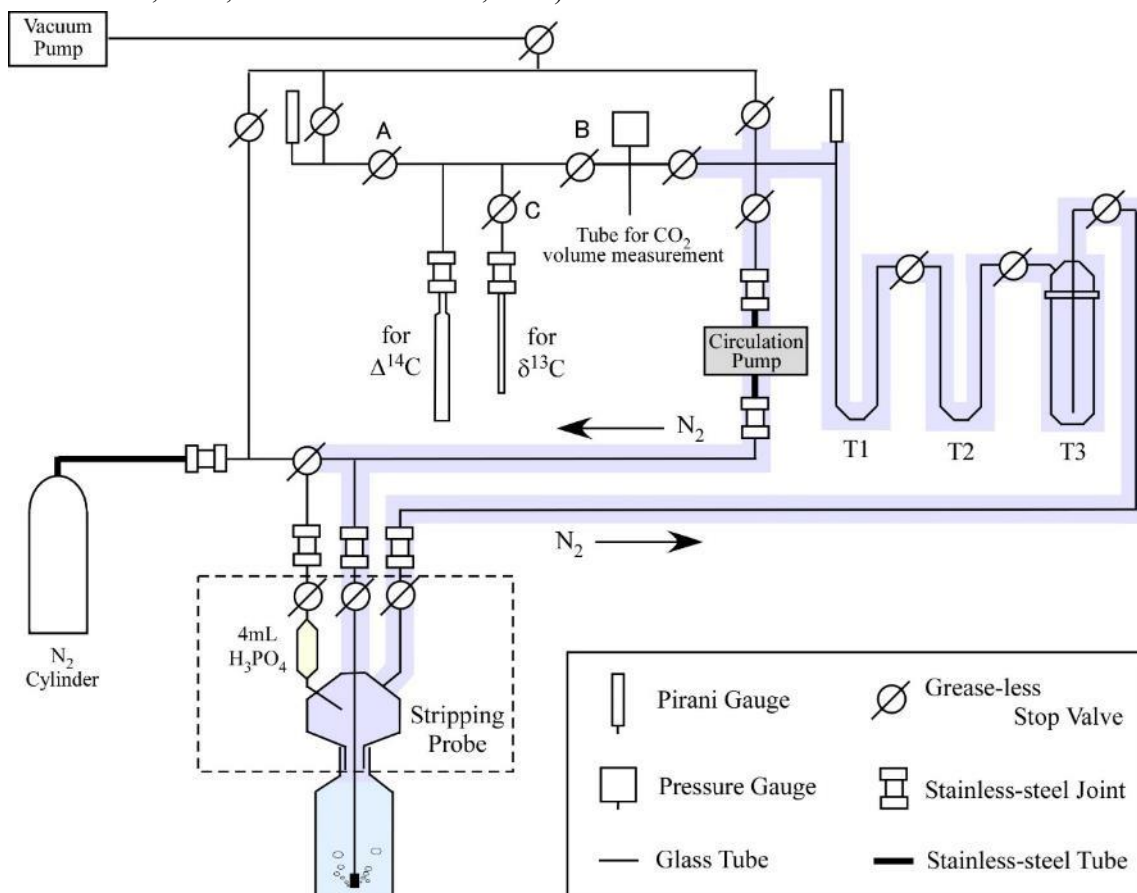 Vacuum
Pump
A
B
C
Tube for CO₂
volume measurement
for
Δ¹⁴C
for
δ¹³C
Circulation
Pump
N₂
T1
T2
T3
N₂
4mL
H₃PO₄
N₂
Cylinder
Stripping
Probe
Pirani Gauge
Grease-less
Stop Valve
Pressure Gauge
Stainless-steel Joint
Glass Tube
Stainless-steel Tube